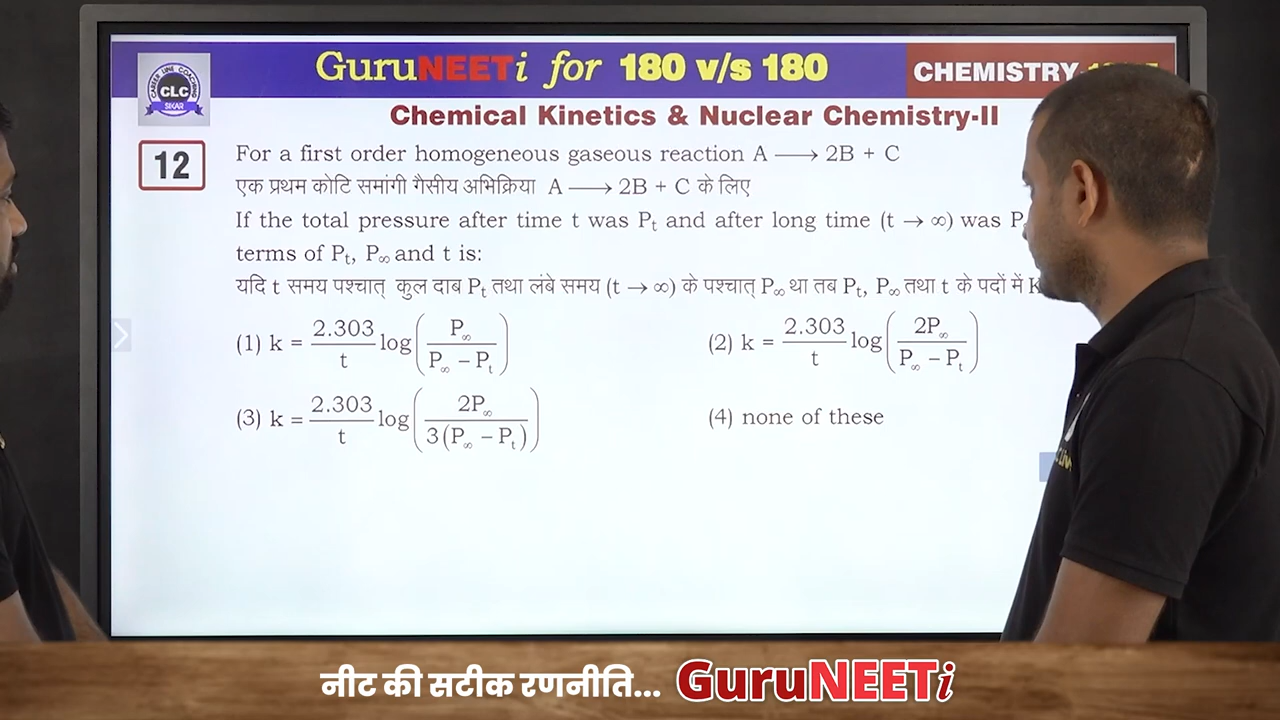 GuruNEETi for 180 v/s 180
CHEMISTRY
CLC
SIKAR
Chemical Kinetics & Nuclear Chemistry-II
12
For a first order homogeneous gaseous reaction A ⟶ 2B + C
एक प्रथम कोटि समांगी गैसीय अभिक्रिया A ⟶ 2B + C के लिए
If the total pressure after time t was Pₜ and after long time (t → ∞) was
terms of Pₜ, P∞ and t is:
यदि t समय पश्चात् कुल दाब Pₜ तथा लंबे समय (t → ∞) के पश्चात् P∞ था तब Pₜ, P∞ तथा t के पदों में
(1) k = 2.303/t log(P∞/(P∞ – Pₜ))
(2) k = 2.303/t log(2P∞/(P∞ – Pₜ))
(3) k = 2.303/t log(2P∞/3(P∞ – Pₜ))
(4) none of these
नीट की सटीक रणनीति... GuruNEETi